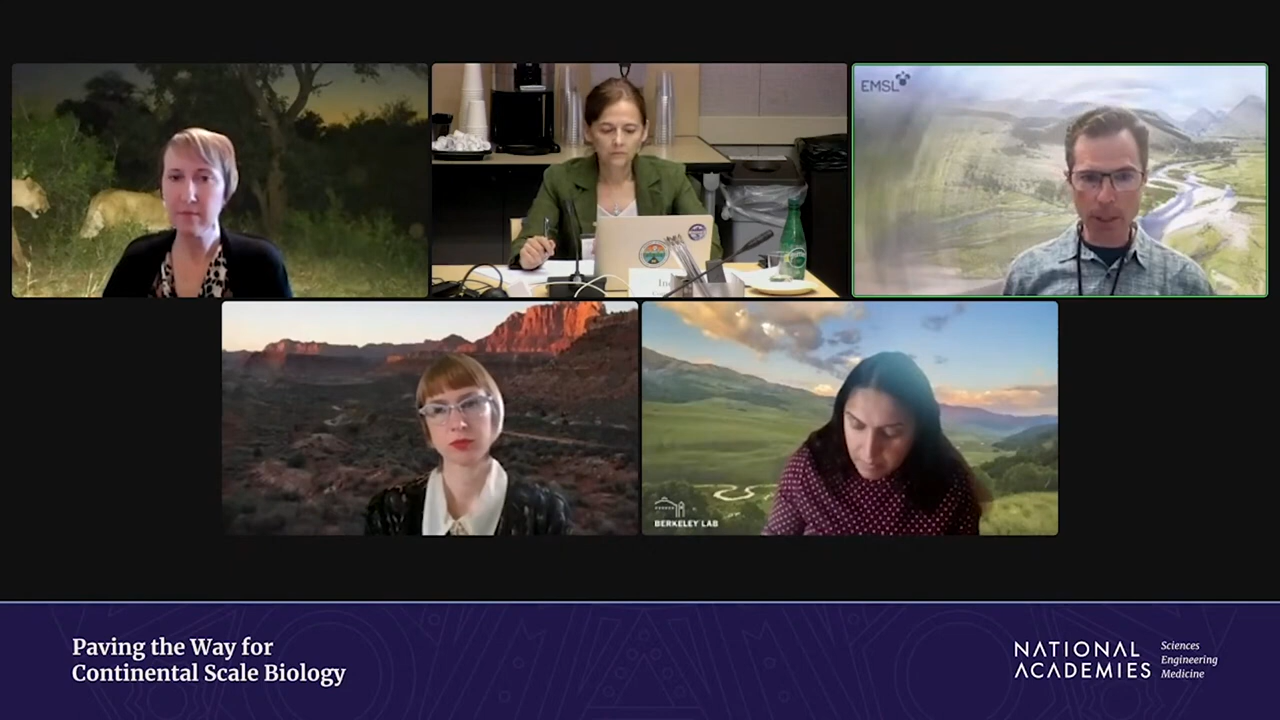 EMSL
BERKELEY LAB
Paving the Way for
Continental Scale Biology
NATIONAL
ACADEMIES
Sciences
Engineering
Medicine